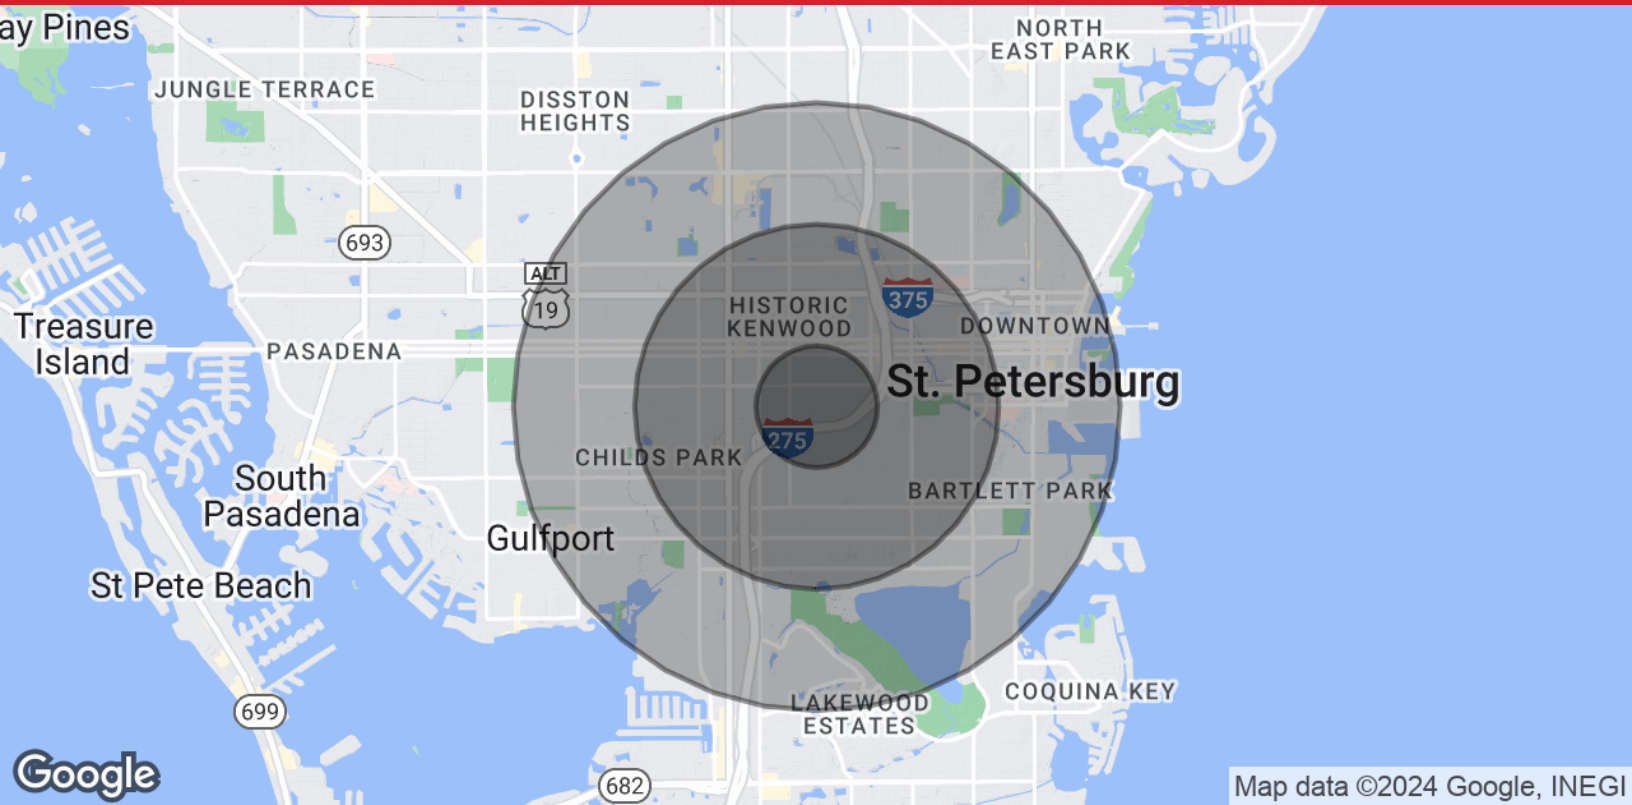 ay Pines
NORTH
EAST PARK
JUNGLE TERRACE
DISSTON
HEIGHTS
693
ALT
19
375
HISTORIC
KENWOOD
DOWNTOWN
Treasure
Island
PASADENA
St. Petersburg
275
CHILDS PARK
South
Pasadena
BARTLETT PARK
Gulfport
St Pete Beach
COQUINA KEY
LAKEWOOD
ESTATES
699
682
Google
Map data ©2024 Google, INEGI